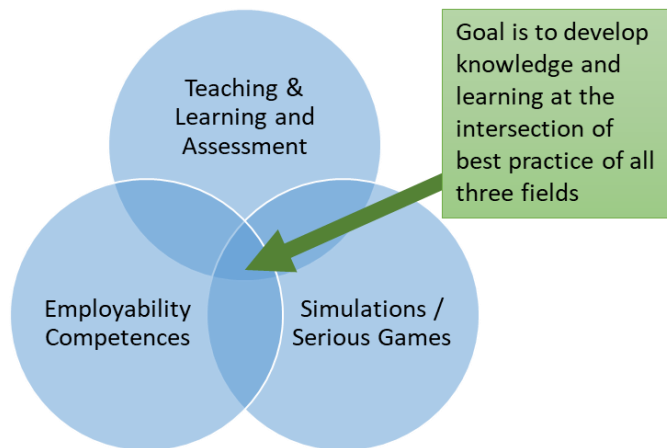 Teaching &
Learning and
Assessment
Goal is to develop
knowledge and
learning at the
intersection of
best practice of all
three fields
Employability
Competences
Simulations /
Serious Games